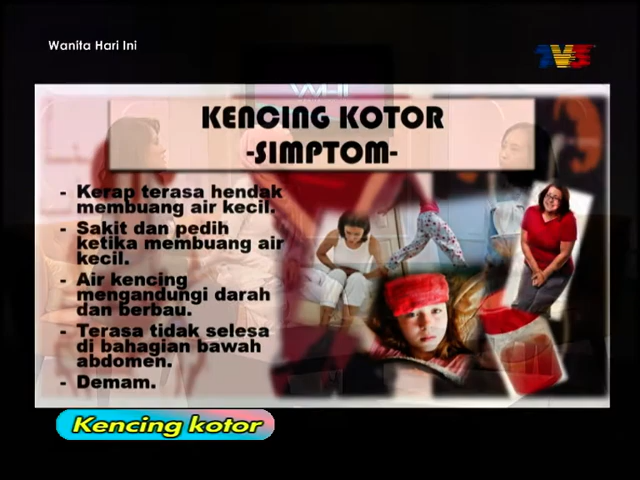 Wanita Hari Ini
TV3
KENCING KOTOR
-SIMPTOM-
- Kerap terasa hendak
membuang air kecil.
- Sakit dan pedih
ketika membuang air
kecil.
- Air kencing
mengandungi darah
dan berbau.
- Terasa tidak selesa
di bahagian bawah
abdomen.
- Demam.
Kencing kotor